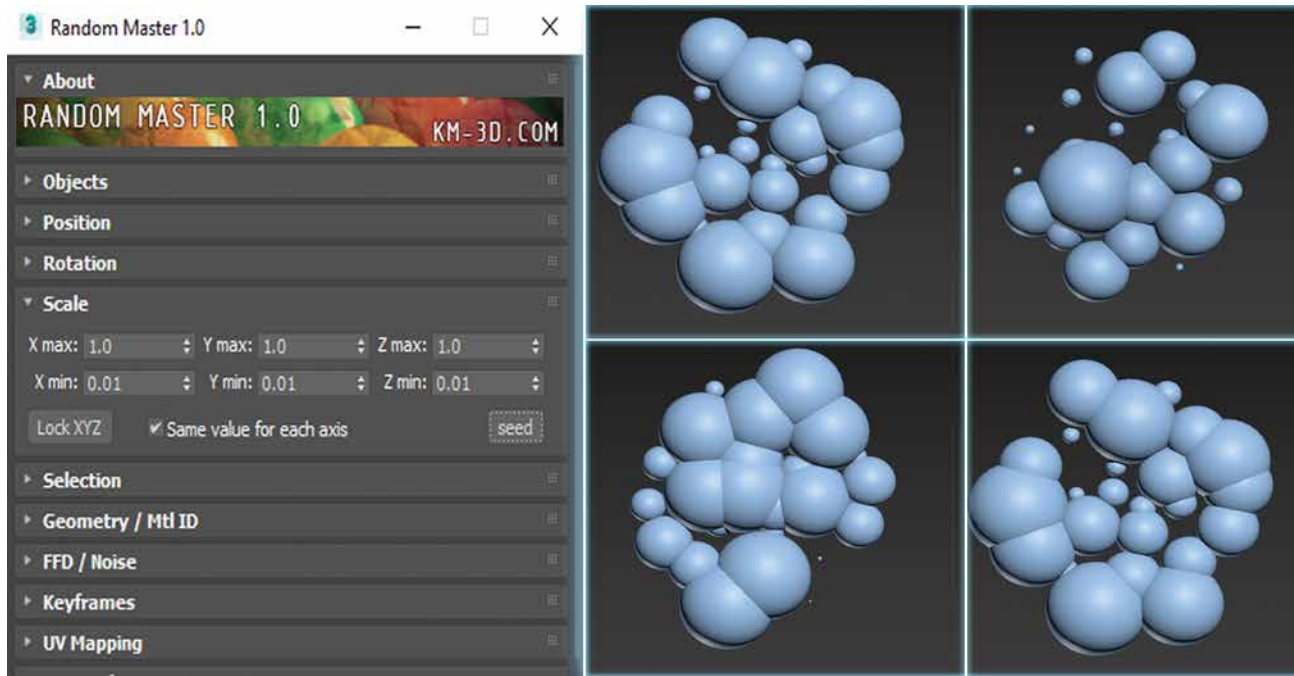 Random Master 1.0
About
RANDOM MASTER 1.0
KM-3D.COM
Objects
Position
Rotation
Scale
X max: 1.0 Y max: 1.0 Z max: 1.0
X min: 0.01 Y min: 0.01 Z min: 0.01
Lock XYZ Same value for each axis seed
Selection
Geometry / Mtl ID
FFD / Noise
Keyframes
UV Mapping